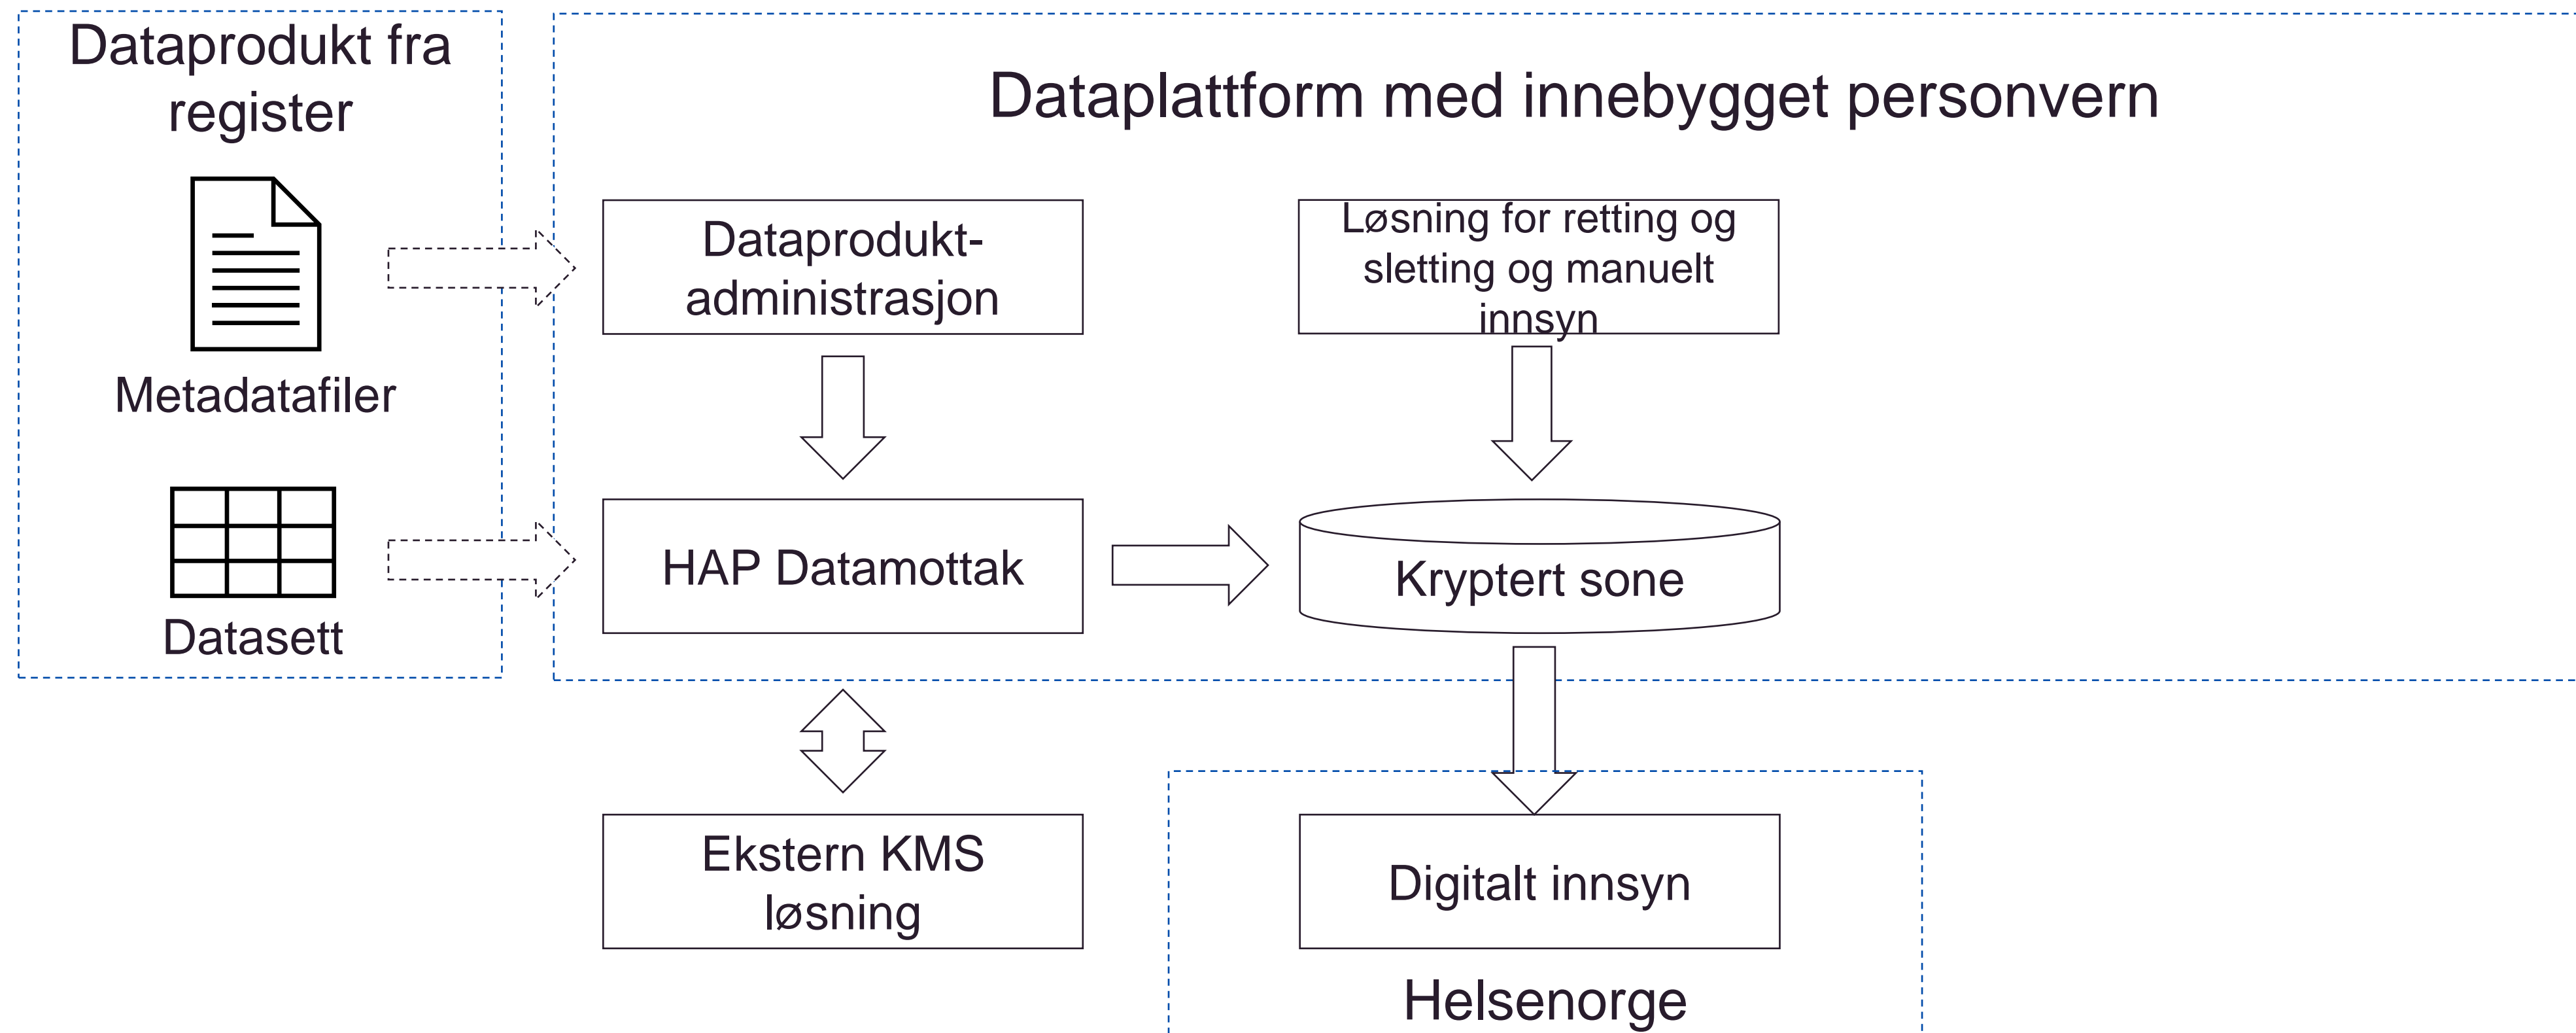 Dataprodukt fra
register
Metadatafiler
Datasett
Dataplattform med innebygget personvern
Dataprodukt-
administrasjon
Løsning for retting og
sletting og manuelt
innsyn
HAP Datamottak
Kryptert sone
Ekstern KMS
løsning
Digitalt innsyn
Helsenorge